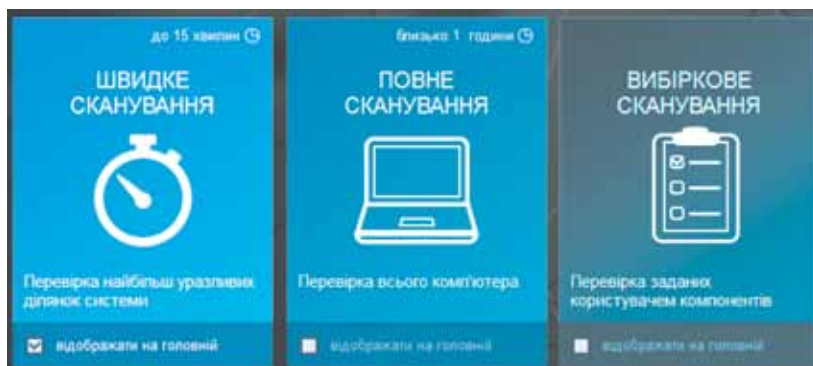 до 15 хвилин
ШВИДКЕ
СКАНУВАННЯ
Перевірка найбільш уразливих
ділянок системи
відображати на головній
близько 1 години
ПОВНЕ
СКАНУВАННЯ
Перевірка всього комп'ютера
відображати на головній
ВИБІРКОВЕ
СКАНУВАННЯ
Перевірка заданих
користувачем компонентів
відображати на головній